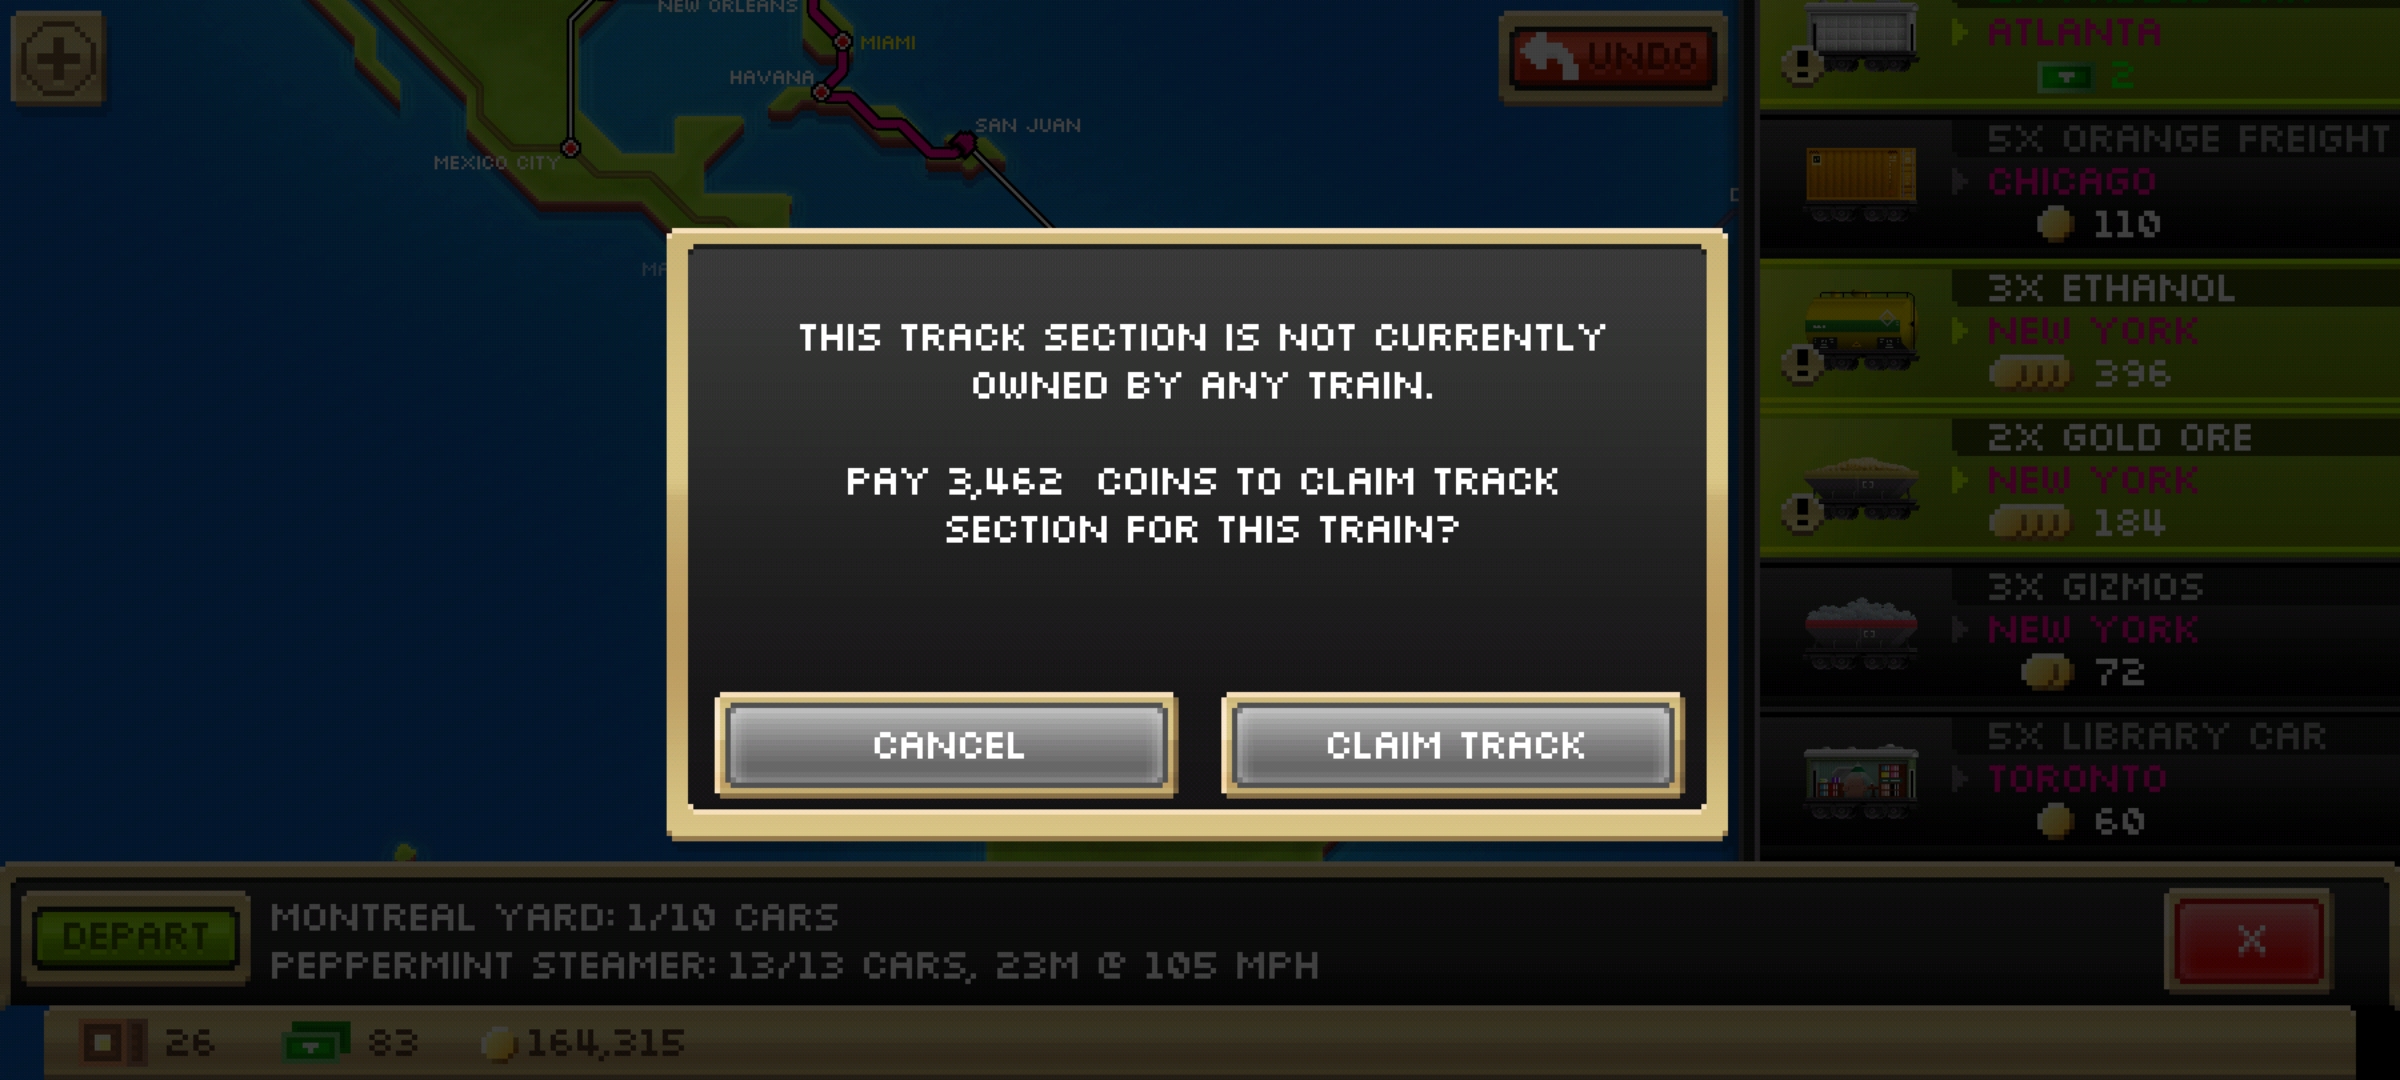 NEW ORLEANS
MIAMI
HAVANA
SAN JUAN
MEXICO CITY
UNDO
ATLANTA
2
5X ORANGE FREIGHT
CHICAGO
110
3X ETHANOL
NEW YORK
396
2X GOLD ORE
NEW YORK
184
3X GIZMOS
NEW YORK
72
5X LIBRARY CAR
TORONTO
60
THIS TRACK SECTION IS NOT CURRENTLY
OWNED BY ANY TRAIN.
PAY 3,462 COINS TO CLAIM TRACK
SECTION FOR THIS TRAIN?
CANCEL
CLAIM TRACK
DEPART
MONTREAL YARD: 1/10 CARS
PEPPERMINT STEAMER: 13/13 CARS, 23M @ 105 MPH
X
26
83
164,315